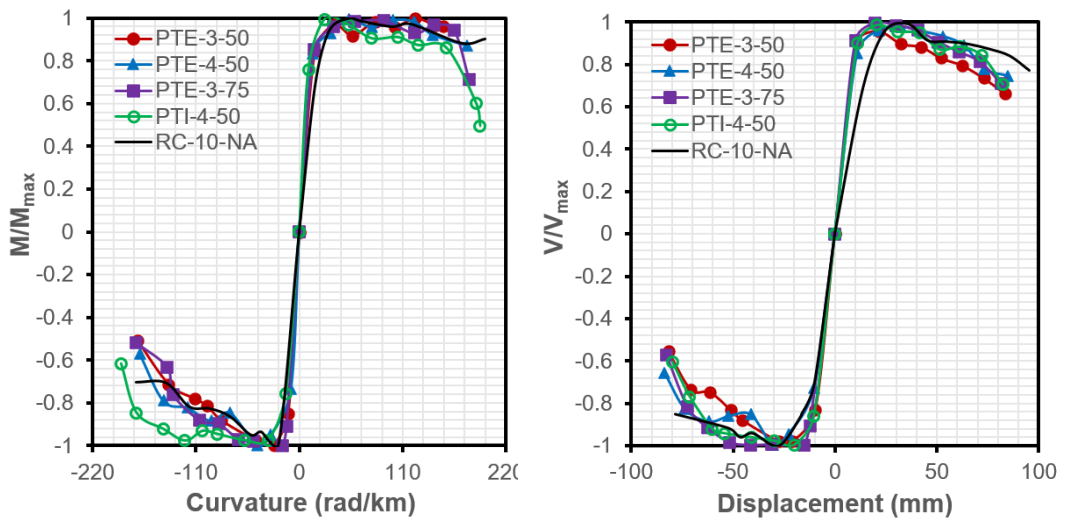 M/Mmax
1
0.8
0.6
0.4
0.2
0
-0.2
-0.4
-0.6
-0.8
-1
PTE-3-50
PTE-4-50
PTE-3-75
PTI-4-50
RC-10-NA
-220 -110 0 110 220
Curvature (rad/km)
V/Vmax
1
0.8
0.6
0.4
0.2
0
-0.2
-0.4
-0.6
-0.8
-1
PTE-3-50
PTE-4-50
PTE-3-75
PTI-4-50
RC-10-NA
-100 -50 0 50 100
Displacement (mm)